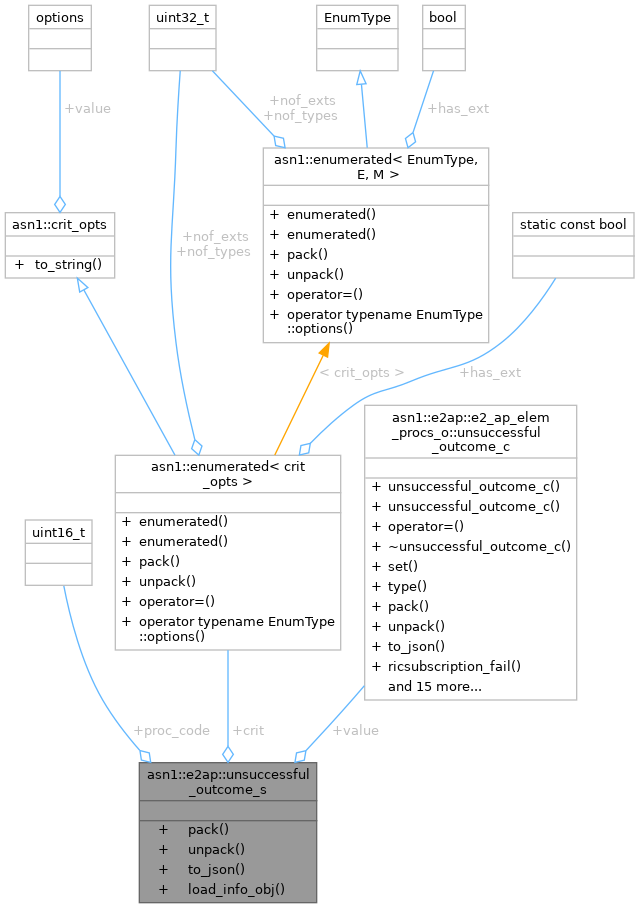 options
uint32_t
EnumType
bool
+value
+nof_exts
+nof_types
+has_ext
asn1::enumerated< EnumType,
E, M >
+ enumerated()
+ enumerated()
+ pack()
+ unpack()
+ operator=()
+ operator typename EnumType
::options()
asn1::crit_opts
+ to_string()
static const bool
+nof_exts
+nof_types
< crit_opts >
+has_ext
asn1::e2ap::e2_ap_elem
_procs_o::unsuccessful
_outcome_c
+ unsuccessful_outcome_c()
+ unsuccessful_outcome_c()
+ operator=()
+ ~unsuccessful_outcome_c()
+ set()
+ type()
+ pack()
+ unpack()
+ to_json()
+ ricsubscription_fail()
and 15 more...
asn1::enumerated< crit
_opts >
+ enumerated()
+ enumerated()
+ pack()
+ unpack()
+ operator=()
+ operator typename EnumType
::options()
uint16_t
+proc_code
+crit
+value
asn1::e2ap::unsuccessful
_outcome_s
+ pack()
+ unpack()
+ to_json()
+ load_info_obj()